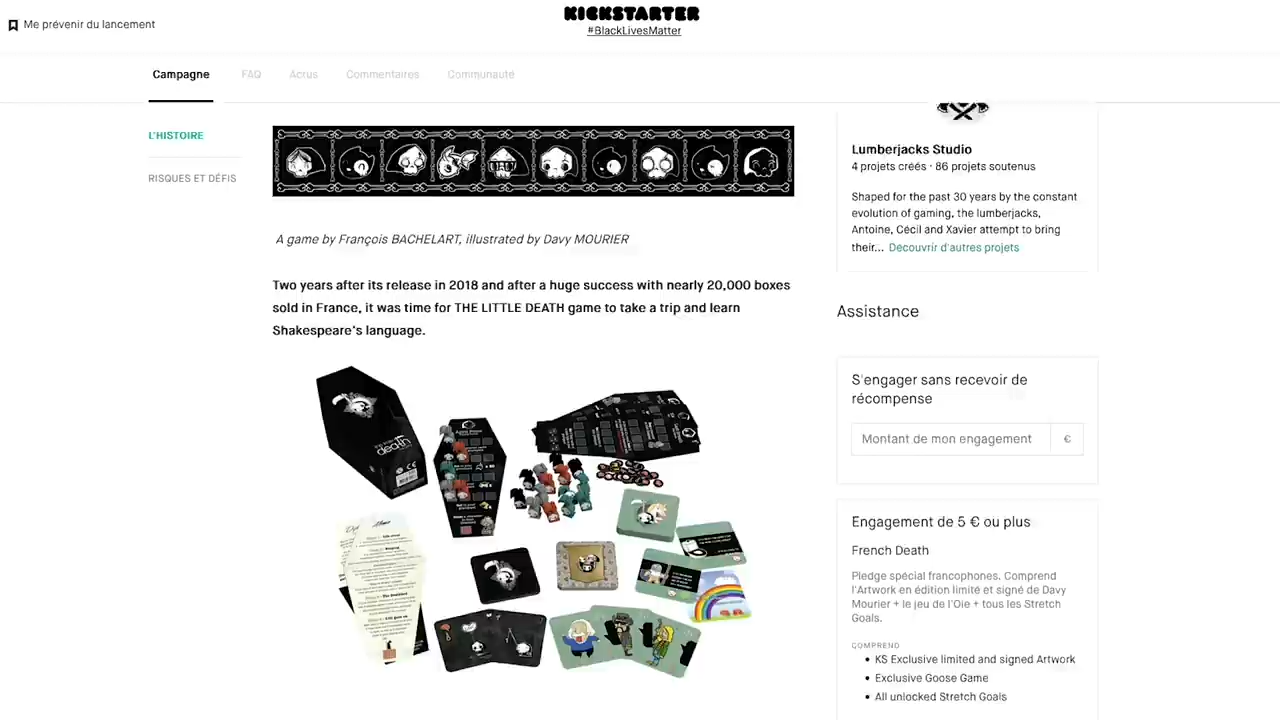 Me prévenir du lancement
KICKSTARTER
#BlackLivesMatter
Campagne
FAQ
Actus
Commentaires
Communauté
L'HISTOIRE
RISQUES ET DÉFIS
A game by François BACHELART, illustrated by Davy MOURIER
Two years after its release in 2018 and after a huge success with nearly 20,000 boxes
sold in France, it was time for THE LITTLE DEATH game to take a trip and learn
Shakespeare's language.
death
Lumberjacks Studio
4 projets créés · 86 projets soutenus
Shaped for the past 30 years by the constant
evolution of gaming, the lumberjacks,
Antoine, Cécil and Xavier attempt to bring
their... Découvrir d'autres projets
Assistance
S'engager sans recevoir de
récompense
Montant de mon engagement
€
Engagement de 5 € ou plus
French Death
Pledge spécial francophones. Comprend
l'Artwork en édition limité et signé de Davy
Mourier + le jeu de l'Oie + tous les Stretch
Goals.
COMPREND
• KS Exclusive limited and signed Artwork
• Exclusive Goose Game
• All unlocked Stretch Goals